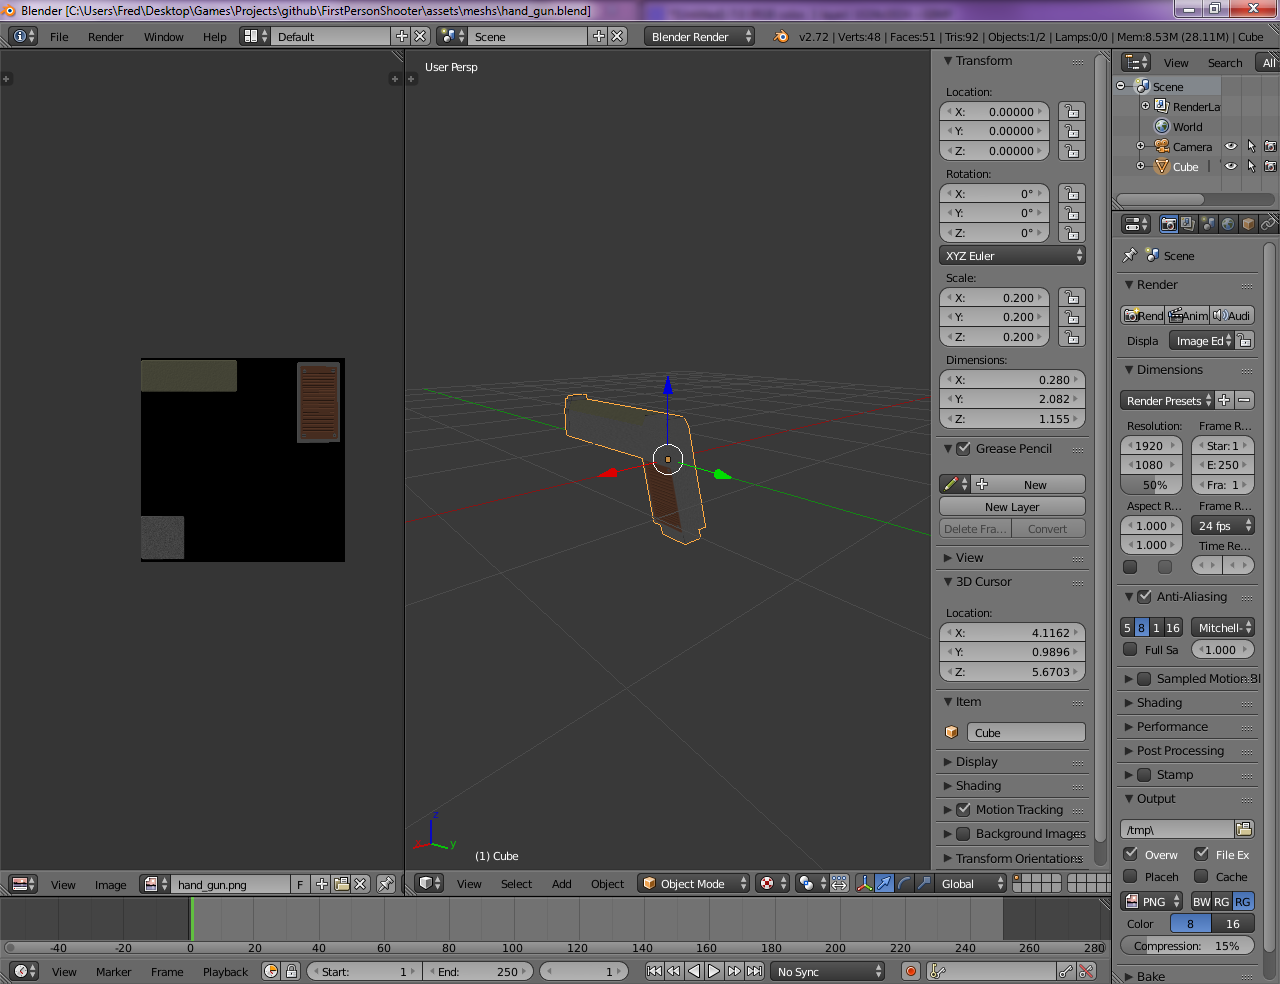 Blender [C:\Users\Fred\Desktop\Games\Projects\github\FirstPersonShooter\assets\meshs\hand_gun.blend]
File Render Window Help Default Scene Blender Render v2.72 | Verts:48 | Faces:51 | Tris:92 | Objects:1/2 | Lamps:0/0 | Mem:8.53M (28.11M) | Cube
User Persp
(1) Cube
z
x
y
Transform
Location:
X: 0.00000
Y: 0.00000
Z: 0.00000
Rotation:
X: 0°
Y: 0°
Z: 0°
XYZ Euler
Scale:
X: 0.200
Y: 0.200
Z: 0.200
Dimensions:
X: 0.280
Y: 2.082
Z: 1.155
Grease Pencil
New
New Layer
Delete Fra... Convert
View
3D Cursor
Location:
X: 4.1162
Y: 0.9896
Z: 5.6703
Item
Cube
Display
Shading
Motion Tracking
Background Images
Transform Orientations
View Search All
Scene
RenderLa
World
Camera
Cube
Scene
Render
Rend Anim Audi
Displa Image Ed
Dimensions
Render Presets
Resolution: Frame R...
1920 Star: 1
1080 E: 250
50% Fra: 1
Aspect R... Frame R...
1.000 24 fps
1.000 Time Re...
Anti-Aliasing
5 8 1 16 Mitchell-
Full Sa 1.000
Sampled Motion Bl
Shading
Performance
Post Processing
Stamp
Output
/tmp\
Overw File Ex
Placeh Cache
PNG BW RG RG
Color 8 16
Compression: 15%
Bake
View Image hand_gun.png F
View Select Add Object Object Mode Global
-40 -20 0 20 40 60 80 100 120 140 160 180 200 220 240 260 280
View Marker Frame Playback Start: 1 End: 250 1 No Sync